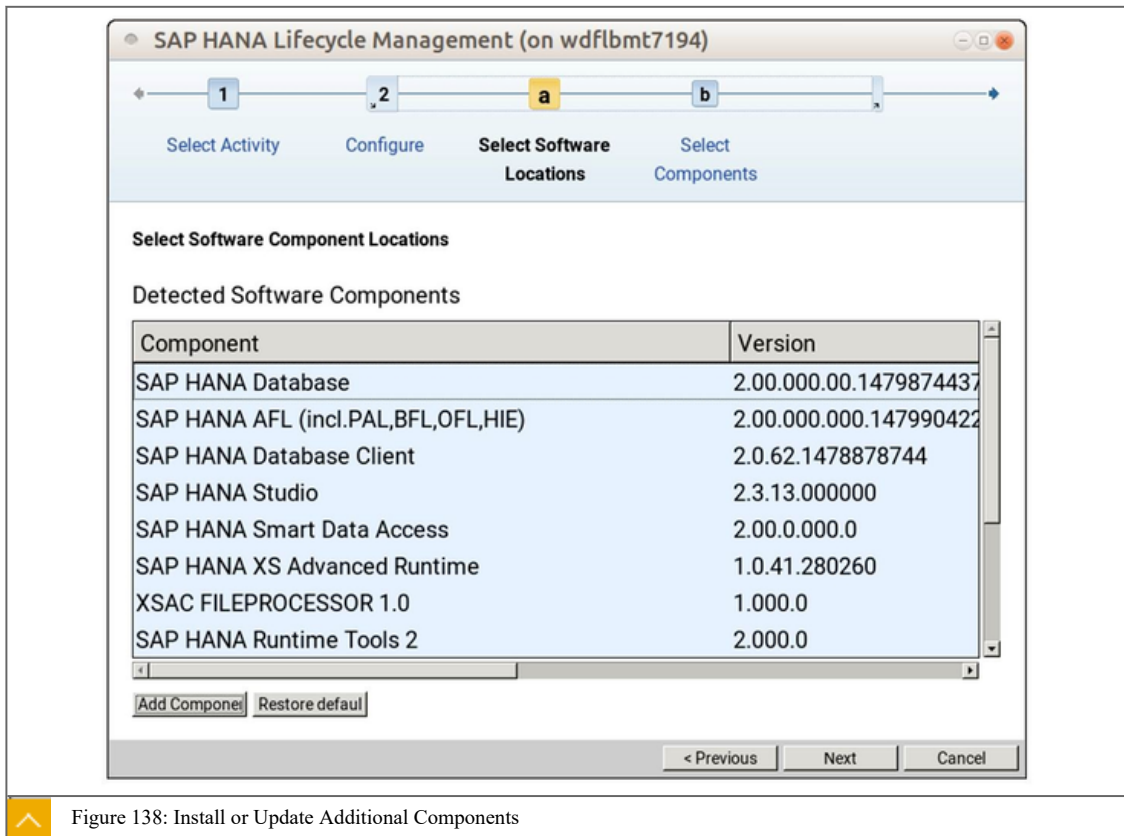 SAP HANA Lifecycle Management (on wdflbmt7194)
1 2 a b
Select Activity Configure Select Software Locations Select Components
Select Software Component Locations
Detected Software Components
Component Version
SAP HANA Database 2.00.000.00.1479874437
SAP HANA AFL (incl.PAL,BFL,OFL,HIE) 2.00.000.000.147990422
SAP HANA Database Client 2.0.62.1478878744
SAP HANA Studio 2.3.13.000000
SAP HANA Smart Data Access 2.00.0.000.0
SAP HANA XS Advanced Runtime 1.0.41.280260
XSAC FILEPROCESSOR 1.0 1.000.0
SAP HANA Runtime Tools 2 2.000.0
Add Componen Restore defaul
< Previous Next Cancel
Figure 138: Install or Update Additional Components